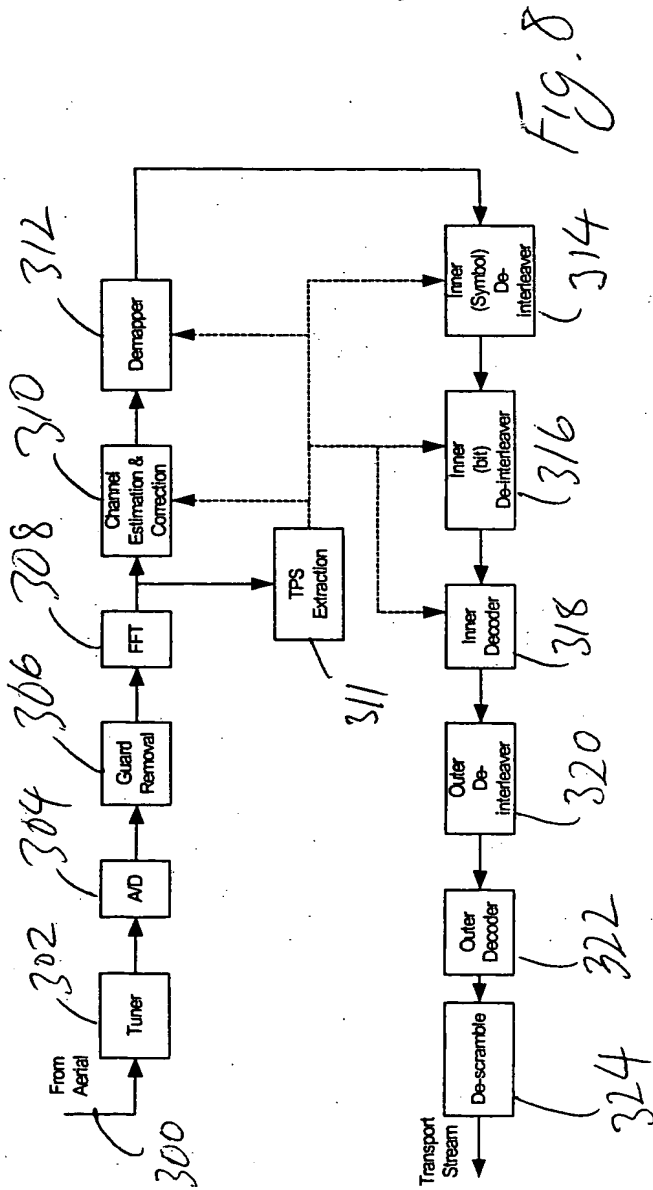 From
Aerial
300
Tuner
302
A/D
304
Guard
Removal
306
FFT
308
Channel
Estimation &
Correction
310
TPS
Extraction
311
Demapper
312
Inner
(Symbol)
De-
interleaver
314
Inner
(bit)
De-interleaver
316
Inner
Decoder
318
Outer
De-
interleaver
320
Outer
Decoder
322
De-scramble
324
Transport
Stream
Fig. 8